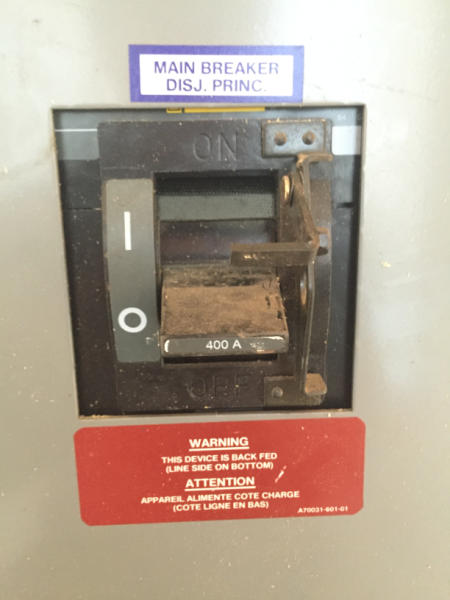 MAIN BREAKER
DISJ. PRINC.
ON
I
O
400 A
OFF
WARNING
THIS DEVICE IS BACK FED
(LINE SIDE ON BOTTOM)
ATTENTION
APPAREIL ALIMENTE COTE CHARGE
(COTE LIGNE EN BAS)
A70031-601-01